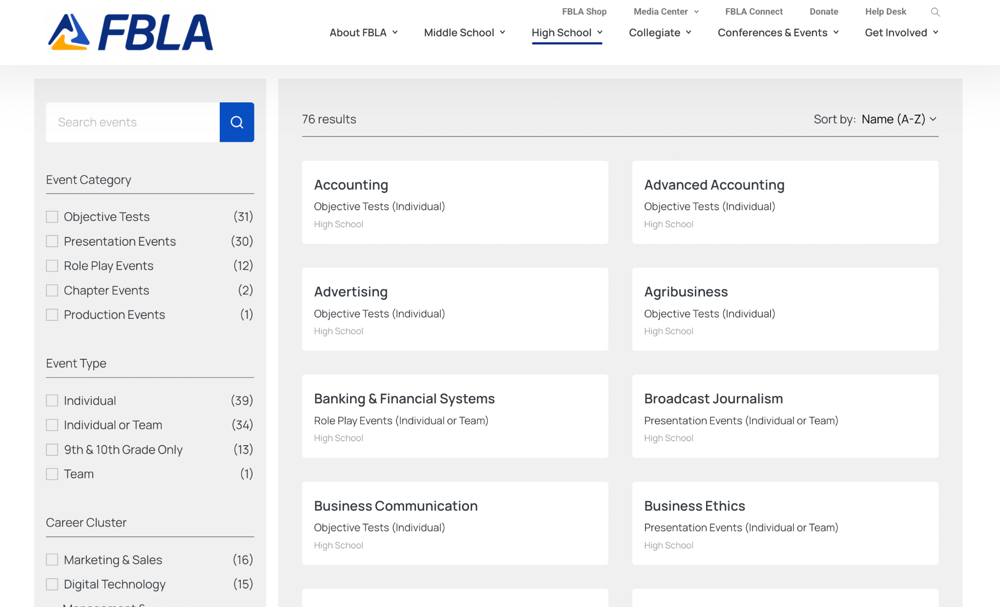 FBLA
FBLA Shop
Media Center
FBLA Connect
Donate
Help Desk
About FBLA
Middle School
High School
Collegiate
Conferences & Events
Get Involved
Search events
Event Category
Objective Tests (31)
Presentation Events (30)
Role Play Events (12)
Chapter Events (2)
Production Events (1)
Event Type
Individual (39)
Individual or Team (34)
9th & 10th Grade Only (13)
Team (1)
Career Cluster
Marketing & Sales (16)
Digital Technology (15)
Management &
76 results
Sort by: Name (A-Z)
Accounting
Objective Tests (Individual)
High School
Advanced Accounting
Objective Tests (Individual)
High School
Advertising
Objective Tests (Individual)
High School
Agribusiness
Objective Tests (Individual)
High School
Banking & Financial Systems
Role Play Events (Individual or Team)
High School
Broadcast Journalism
Presentation Events (Individual or Team)
High School
Business Communication
Objective Tests (Individual)
High School
Business Ethics
Presentation Events (Individual or Team)
High School